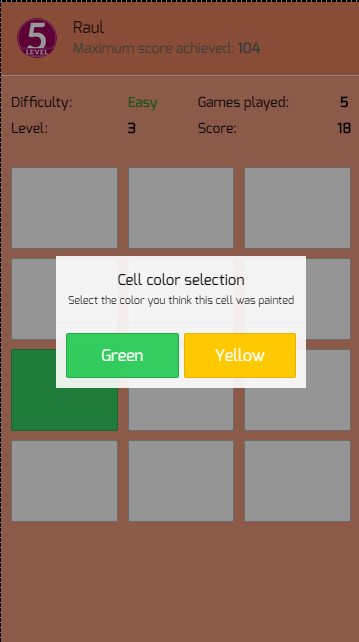 5
LEVEL
Raul
Maximum score achieved: 104
Difficulty: Easy Games played: 5
Level: 3 Score: 18
Cell color selection
Select the color you think this cell was painted
Green Yellow